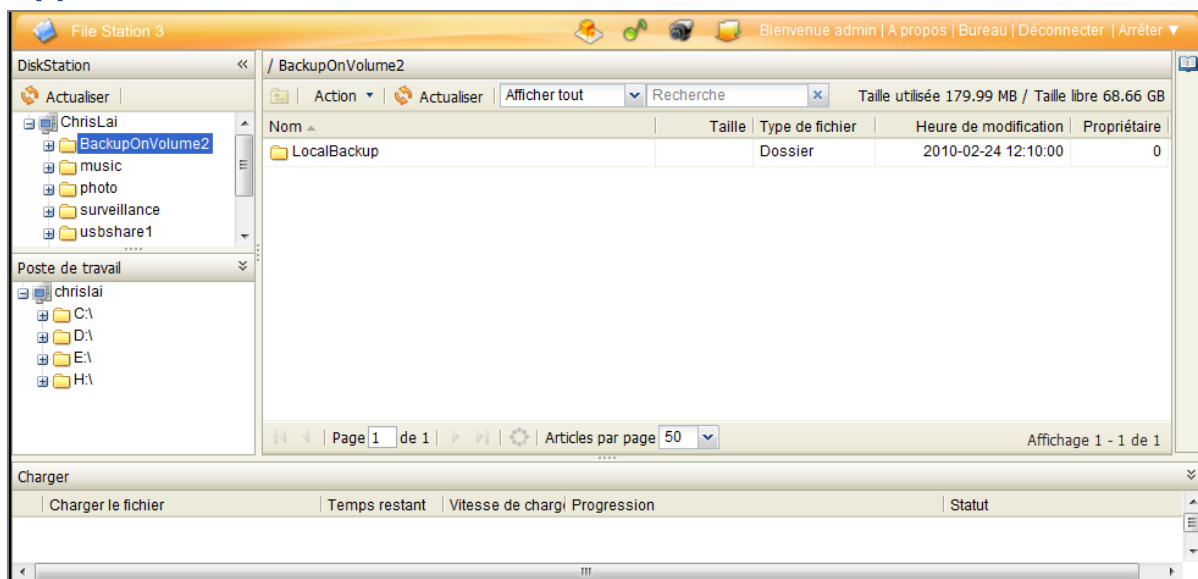 File Station 3
Bienvenue admin | A propos | Bureau | Déconnecter | Arrêter ▼
DiskStation «
/ BackupOnVolume2
Actualiser
Action
Actualiser
Afficher tout
Recherche
Taille utilisée 179.99 MB / Taille libre 68.66 GB
ChrisLai
BackupOnVolume2
music
photo
surveillance
usbshare1
Nom
Taille
Type de fichier
Heure de modification
Propriétaire
LocalBackup
Dossier
2010-02-24 12:10:00
0
Poste de travail
chrislai
C:\
D:\
E:\
H:\
Page 1 de 1
Articles par page 50
Affichage 1 - 1 de 1
Charger
Charger le fichier
Temps restant
Vitesse de charg
Progression
Statut